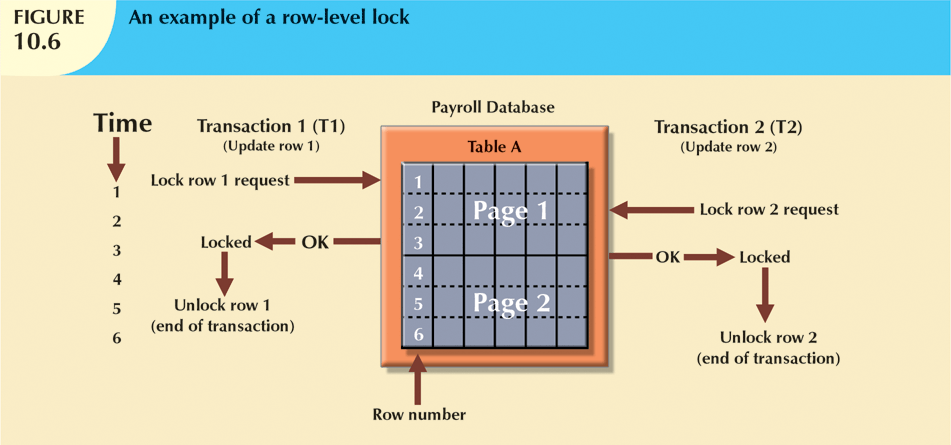 FIGURE
10.6
An example of a row-level lock
Payroll Database
Time
Transaction 1 (T1)
(Update row 1)
Transaction 2 (T2)
(Update row 2)
Table A
1
2
3
4
5
6
Lock row 1 request
Lock row 2 request
Locked
OK
OK
Locked
Unlock row 1
(end of transaction)
Unlock row 2
(end of transaction)
1
2
3
4
5
6
Page 1
Page 2
Row number